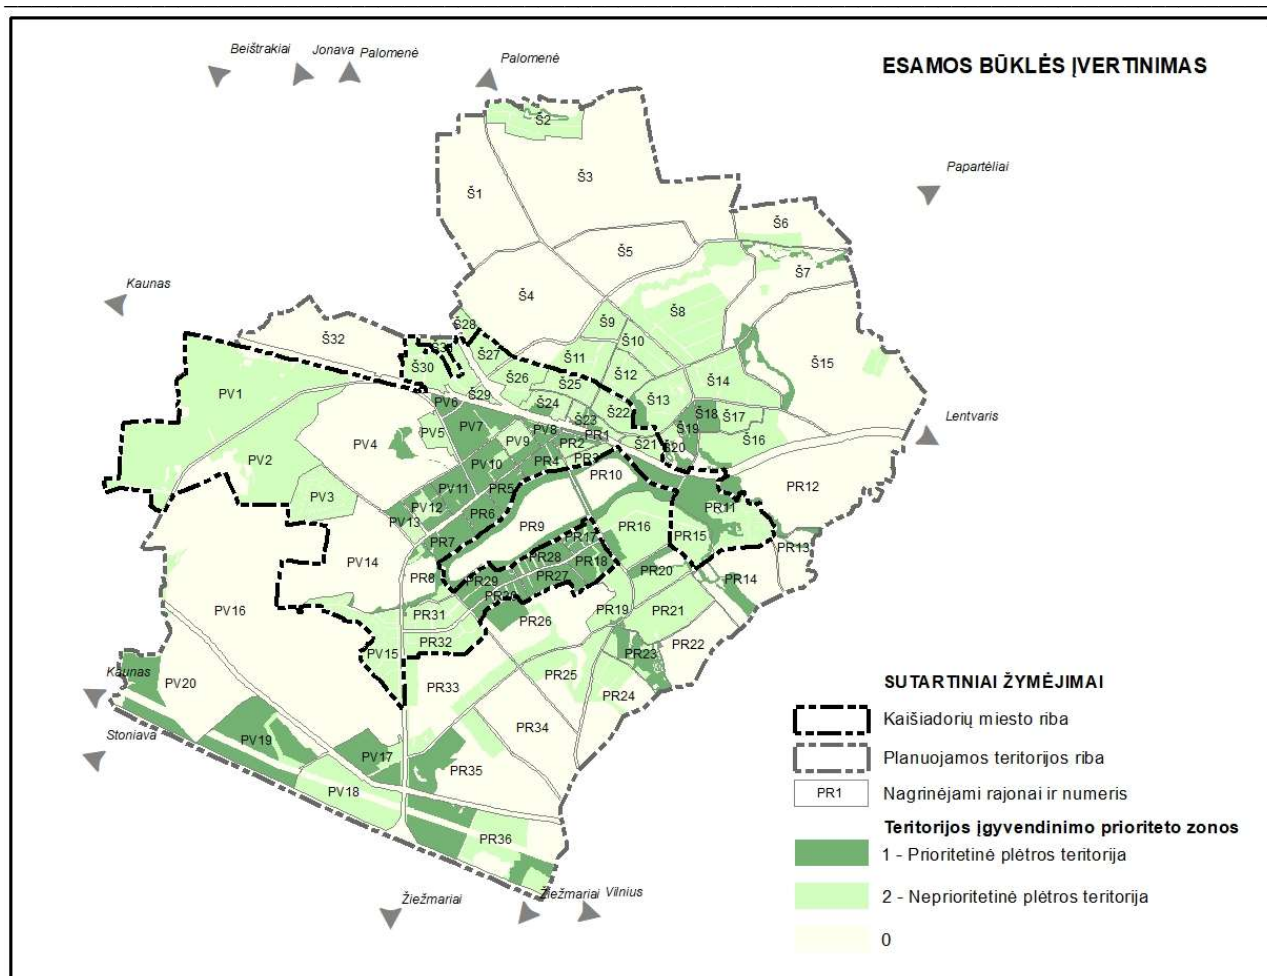 Beištrakiai
Jonava
Palomenė
Palomenė
ESAMOS BŪKLĖS ĮVERTINIMAS
Š2
Š3
Š1
Papartėliai
Š6
Š5
Š7
Kaunas
Š4
Š8
Š28
Š9
Š32
Š10
Š27
Š11
Š30
Š15
Š26
Š25
Š12
Š14
PV1
Š29
PV6
Š24
Š22
Š13
Š18
Š17
Lentvaris
Š23
PV4
PV5
PV7
PV9
PV8
PR1
PR2
Š21
Š19
Š16
Š20
PV2
PV10
PR4
PR3
PR10
PR12
PV3
PV11
PR5
PV12
PR11
PV13
PR6
PR9
PR16
PR7
PR17
PR15
PR13
PV14
PR28
PR18
PR8
PR29
PR27
PR20
PR14
PV16
PR31
PR26
PR19
PR21
PR32
PR22
PV15
PR23
Kaunas
PV20
PR33
PR25
PR24
SUTARTINIAI ŽYMĖJIMAI
Kaišiadorių miesto riba
Stoniava
PV19
PR34
PV17
Planuojamos teritorijos riba
PR35
PV18
PR1
Nagrinėjami rajonai ir numeris
Teritorijos įgyvendinimo prioriteto zonos
PR36
1 - Prioritetinė plėtros teritorija
Žiežmariai
Žiežmariai
Vilnius
2 - Neprioritetinė plėtros teritorija
0